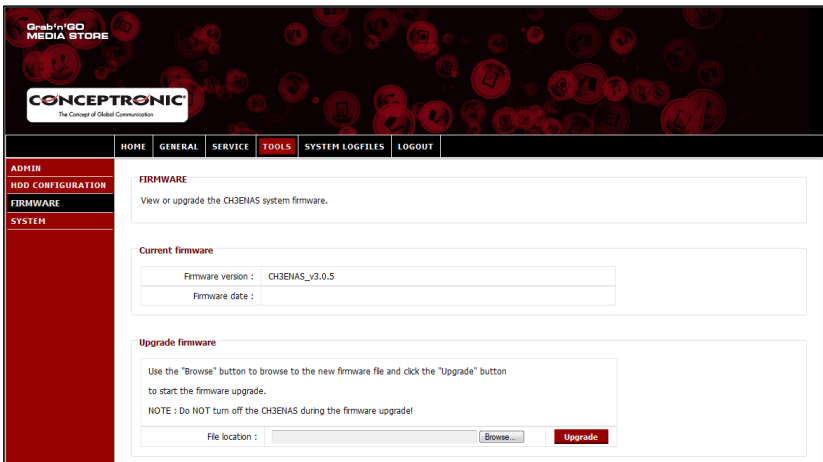 Grab'n'GO
MEDIA STORE
CONCEPTRONIC
The Concept of Global Communication
HOME GENERAL SERVICE TOOLS SYSTEM LOGFILES LOGOUT
ADMIN
HDD CONFIGURATION
FIRMWARE
SYSTEM
FIRMWARE
View or upgrade the CH3ENAS system firmware.
Current firmware
Firmware version : CH3ENAS_v3.0.5
Firmware date :
Upgrade firmware
Use the "Browse" button to browse to the new firmware file and click the "Upgrade" button
to start the firmware upgrade.
NOTE : Do NOT turn off the CH3ENAS during the firmware upgrade!
File location : Browse... Upgrade